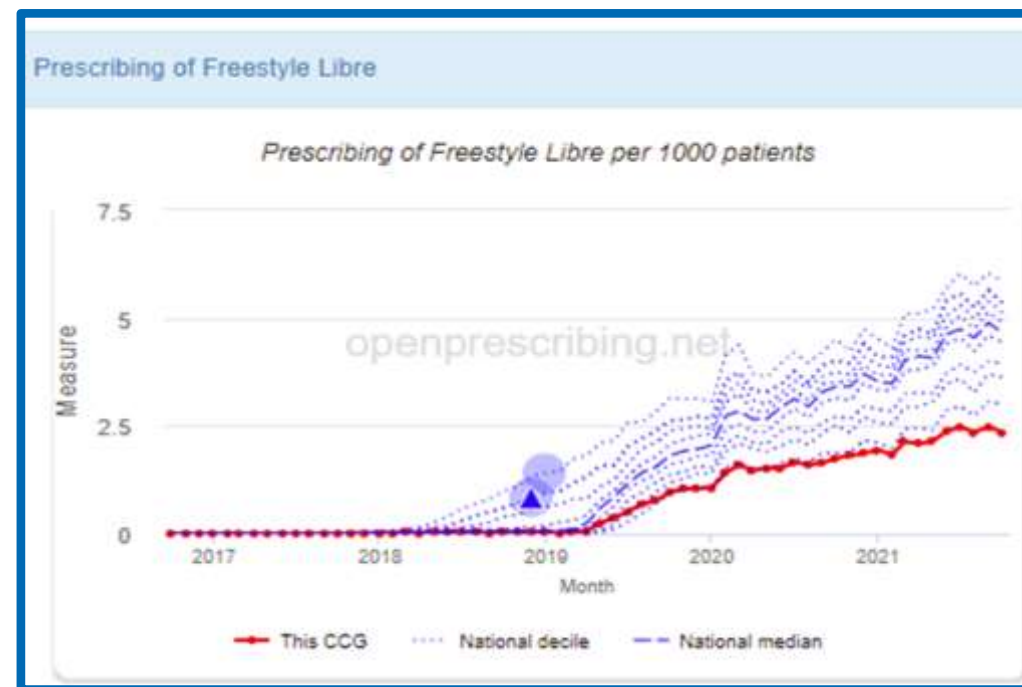 Prescribing of Freestyle Libre
Prescribing of Freestyle Libre per 1000 patients
7.5
5
2.5
0
Measure
openprescribing.net
2017 2018 2019 2020 2021
Month
This CCG National decile National median